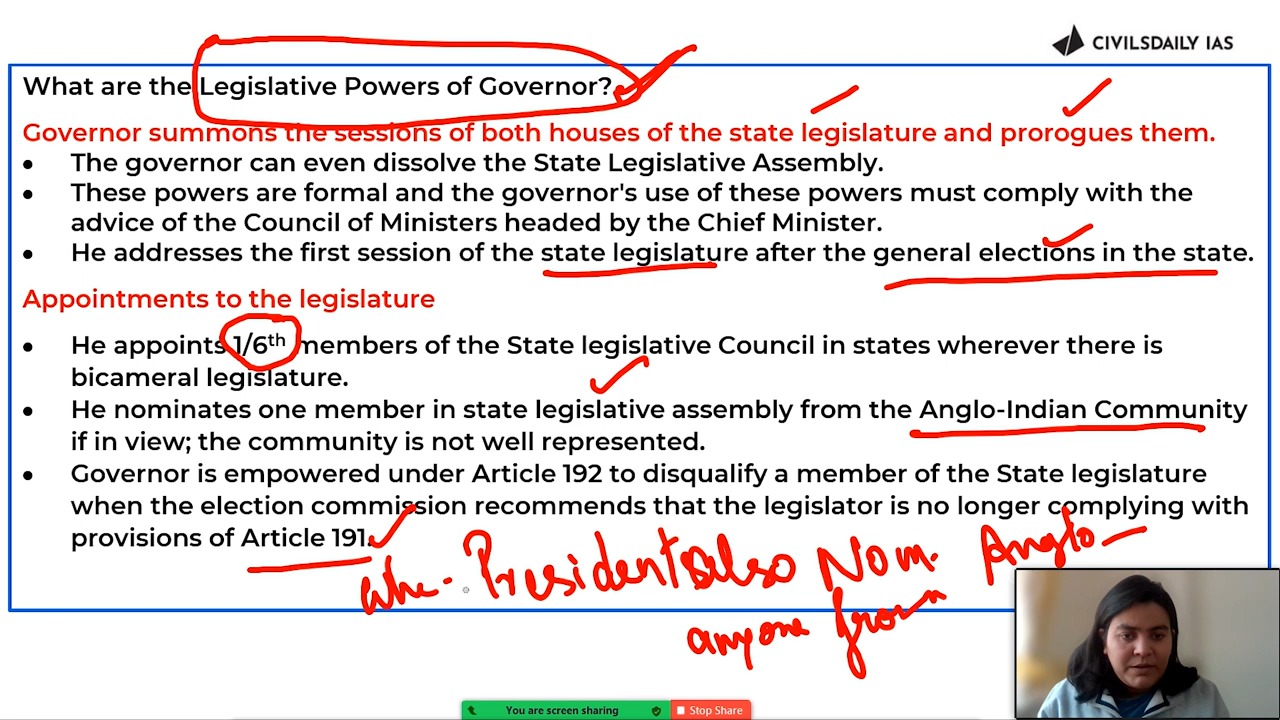 CIVILSDAILY IAS
What are the Legislative Powers of Governor?
Governor summons the sessions of both houses of the state legislature and prorogues them.
• The governor can even dissolve the State Legislative Assembly.
• These powers are formal and the governor's use of these powers must comply with the
advice of the Council of Ministers headed by the Chief Minister.
• He addresses the first session of the state legislature after the general elections in the state.
Appointments to the legislature
• He appoints 1/6th members of the State legislative Council in states wherever there is
bicameral legislature.
• He nominates one member in state legislative assembly from the Anglo-Indian Community
if in view; the community is not well represented.
• Governor is empowered under Article 192 to disqualify a member of the State legislature
when the election commission recommends that the legislator is no longer complying with
provisions of Article 191.
President also Nom. Anglo-
anyone from
You are screen sharing
Stop Share